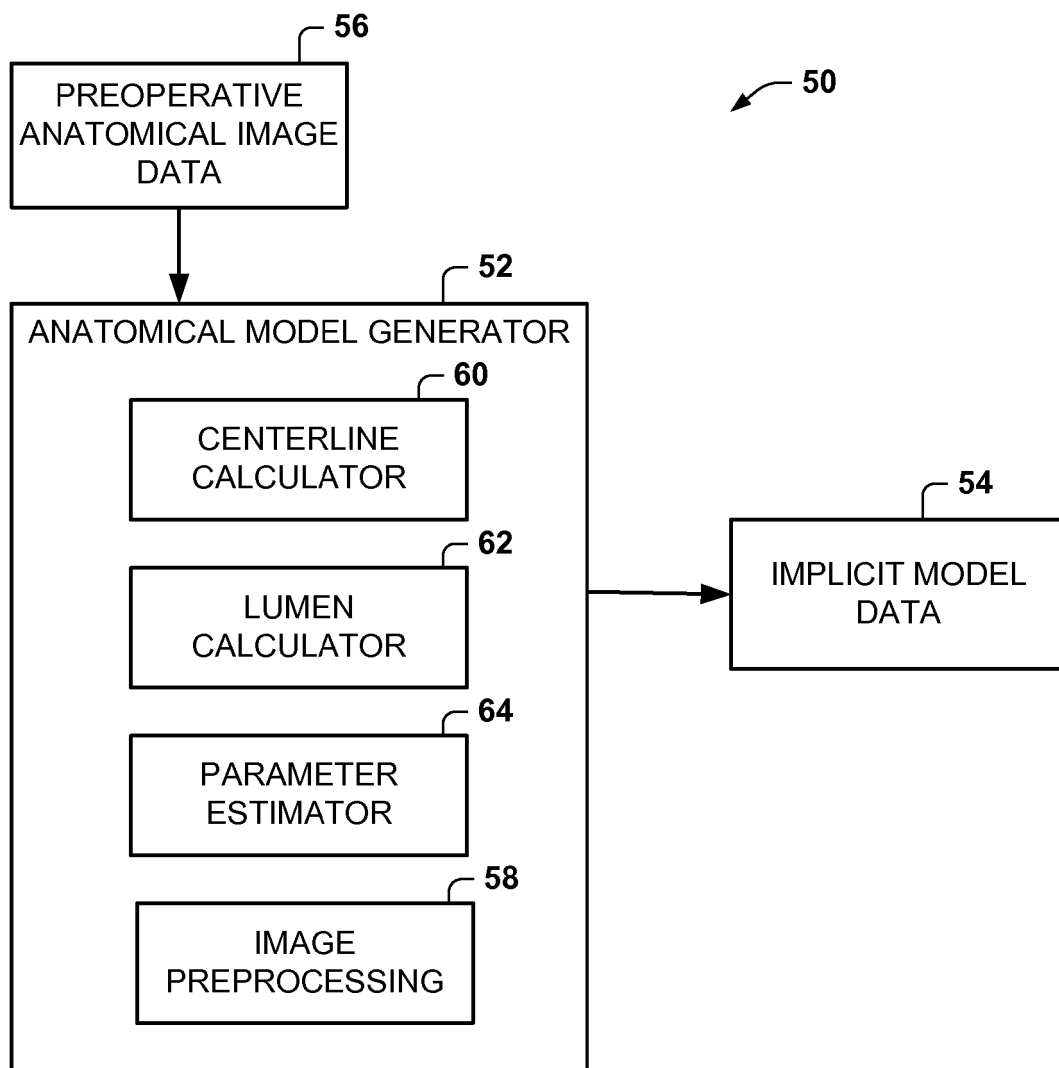 56
PREOPERATIVE
ANATOMICAL IMAGE
DATA
50
52
ANATOMICAL MODEL GENERATOR
60
CENTERLINE
CALCULATOR
54
IMPLICIT MODEL
DATA
62
LUMEN
CALCULATOR
64
PARAMETER
ESTIMATOR
58
IMAGE
PREPROCESSING